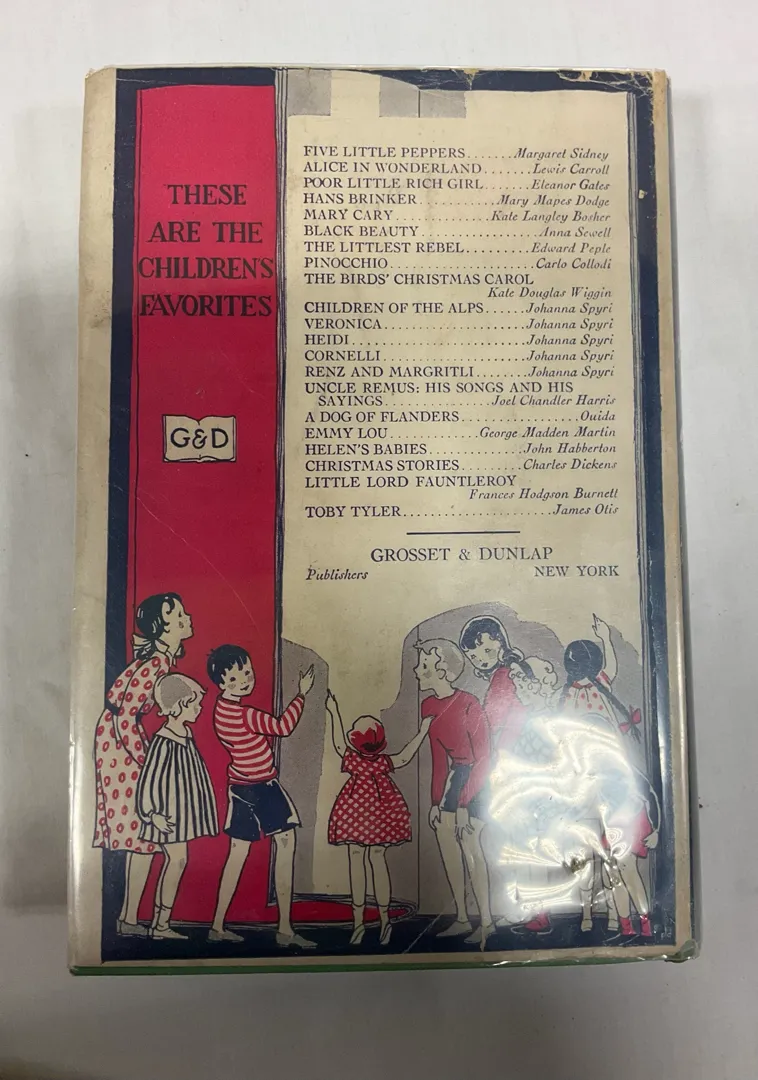 THESE
ARE THE
CHILDREN'S
FAVORITES
G&D
FIVE LITTLE PEPPERS.......Margaret Sidney
ALICE IN WONDERLAND.......Lewis Carroll
POOR LITTLE RICH GIRL......Eleanor Gates
HANS BRINKER..........Mary Mapes Dodge
MARY CARY............Kate Langley Bosher
BLACK BEAUTY..................Anna Sewell
THE LITTLEST REBEL.........Edward Peple
PINOCCHIO.....................Carlo Collodi
THE BIRDS' CHRISTMAS CAROL
Kate Douglas Wiggin
CHILDREN OF THE ALPS......Johanna Spyri
VERONICA......................Johanna Spyri
HEIDI..........................Johanna Spyri
CORNELLI......................Johanna Spyri
RENZ AND MARGRITLI........Johanna Spyri
UNCLE REMUS: HIS SONGS AND HIS
SAYINGS................Joel Chandler Harris
A DOG OF FLANDERS..................Ouida
EMMY LOU.............George Madden Martin
HELEN'S BABIES..............John Habberton
CHRISTMAS STORIES.........Charles Dickens
LITTLE LORD FAUNTLEROY
Frances Hodgson Burnett
TOBY TYLER.........................James Otis
GROSSET & DUNLAP
Publishers NEW YORK